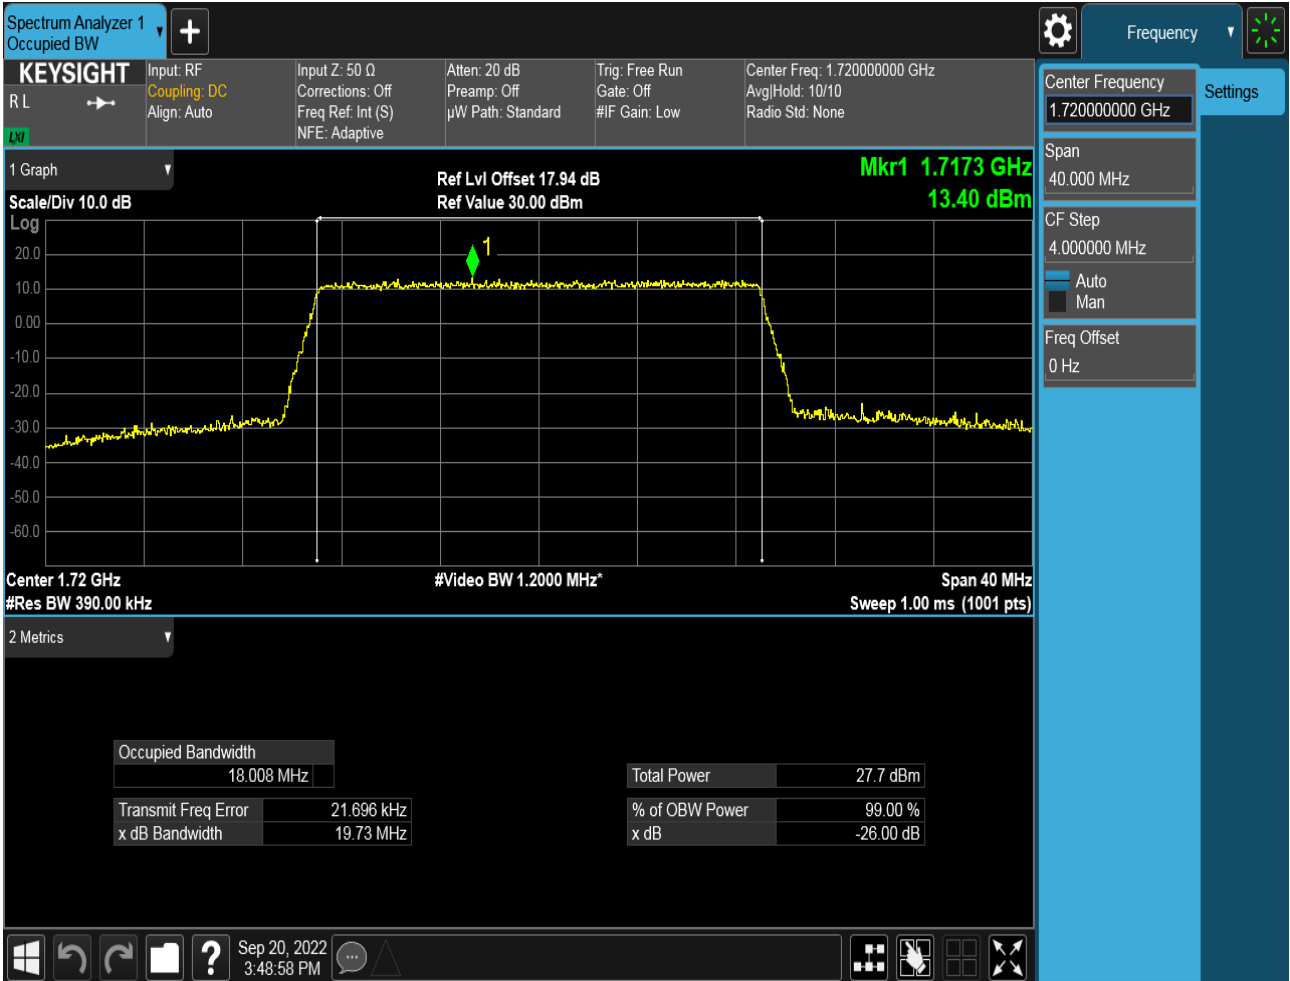 Spectrum Analyzer 1
Occupied BW
Frequency
KEYSIGHT
R L
LXI
Input: RF
Coupling: DC
Align: Auto
Input Z: 50 Ω
Corrections: Off
Freq Ref: Int (S)
NFE: Adaptive
Atten: 20 dB
Preamp: Off
µW Path: Standard
Trig: Free Run
Gate: Off
#IF Gain: Low
Center Freq: 1.720000000 GHz
Avg|Hold: 10/10
Radio Std: None
Center Frequency
1.720000000 GHz
Settings
Span
40.000 MHz
CF Step
4.000000 MHz
Auto
Man
Freq Offset
0 Hz
1 Graph
Scale/Div 10.0 dB
Ref Lvl Offset 17.94 dB
Ref Value 30.00 dBm
Mkr1 1.7173 GHz
13.40 dBm
Log
1
20.0
10.0
0.00
-10.0
-20.0
-30.0
-40.0
-50.0
-60.0
Center 1.72 GHz
#Video BW 1.2000 MHz*
Span 40 MHz
#Res BW 390.00 kHz
Sweep 1.00 ms (1001 pts)
2 Metrics
Occupied Bandwidth
18.008 MHz
Total Power 27.7 dBm
Transmit Freq Error 21.696 kHz
% of OBW Power 99.00 %
x dB Bandwidth 19.73 MHz
x dB -26.00 dB
?
Sep 20, 2022
3:48:58 PM